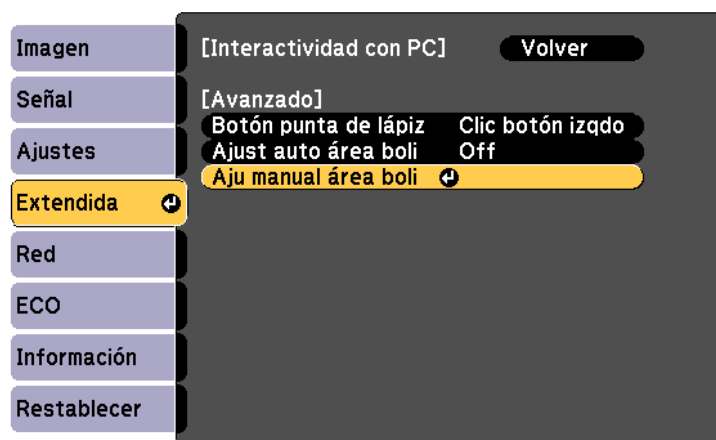 Imagen
Señal
Ajustes
Extendida
Red
ECO
Información
Restablecer
[Interactividad con PC] Volver
[Avanzado]
Botón punta de lápiz Clic botón izqdo
Ajust auto área boli Off
Aju manual área boli